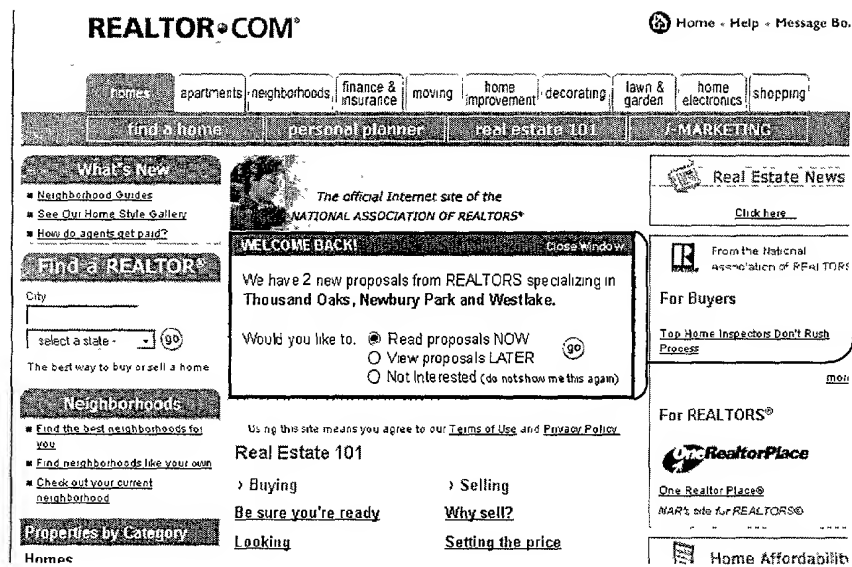 REALTOR.COM®
Home • Help • Message Bo
homes
apartments
neighborhoods
finance &
insurance
moving
home
improvement
decorating
lawn &
garden
home
electronics
shopping
find a home
personal planner
real estate 101
i-MARKETING
What's New
Neighborhood Guides
See Our Home Style Gallery
How do agents get paid?
Find a REALTOR®
City
select a state -
go
The best way to buy or sell a home
Neighborhoods
Find the best neighborhoods for
you
Find neighborhoods like your own
Check out your current
neighborhood
Properties by Category
Homes
The official Internet site of the
NATIONAL ASSOCIATION OF REALTORS®
WELCOME BACK!
Close Window
We have 2 new proposals from REALTORS specializing in
Thousand Oaks, Newbury Park and Westlake.
Would you like to.
Read proposals NOW
View proposals LATER
Not Interested (do not show me this again)
go
Using this site means you agree to our Terms of Use and Privacy Policy
Real Estate 101
› Buying
› Selling
Be sure you're ready
Why sell?
Looking
Setting the price
Real Estate News
Click here
R
From the National
Association of REALTORS
For Buyers
Top Home Inspectors Don't Rush
Process
more
For REALTORS®
OneRealtorPlace
One Realtor Place®
NAR's site for REALTORS®
Home Affordability